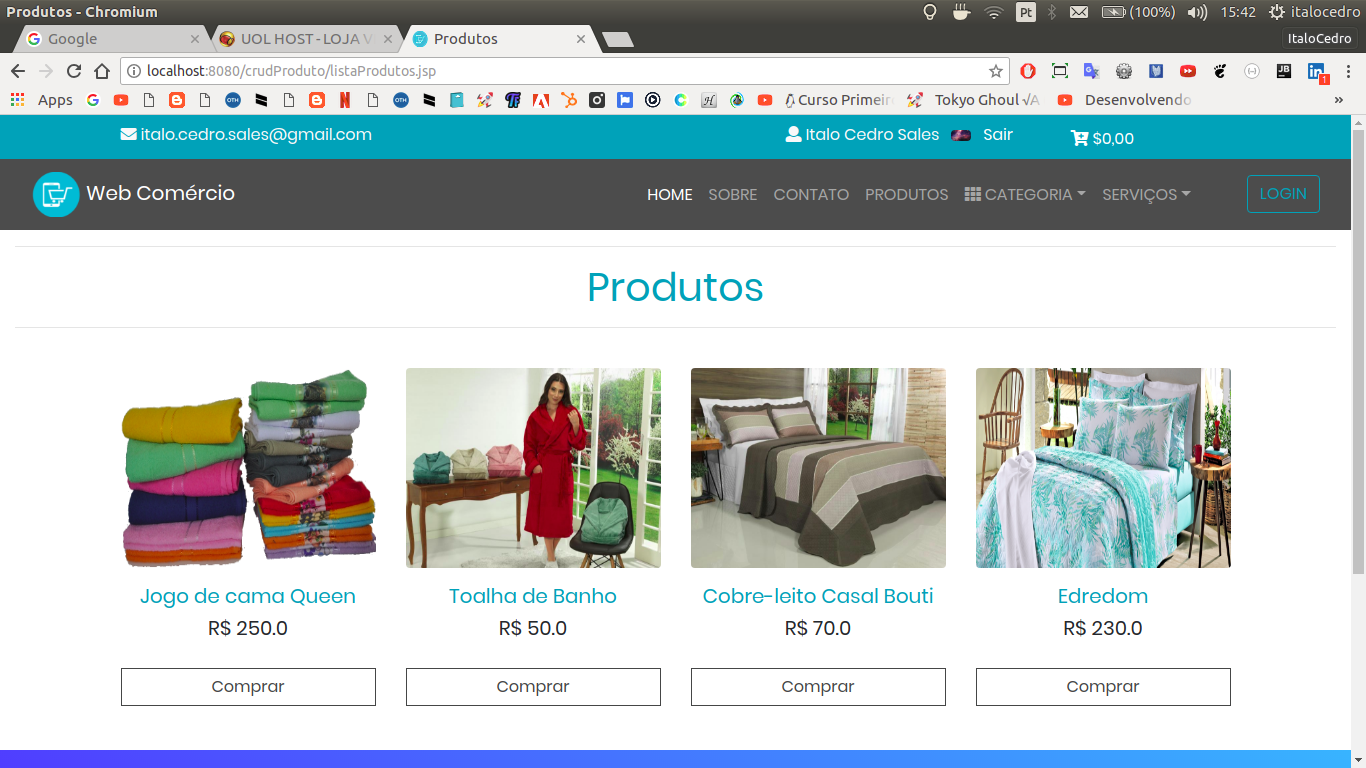 Produtos - Chromium
Pt
(100%)
15:42
italocedro
Google
UOL HOST - LOJA V
Produtos
ItaloCedro
localhost:8080/crudProduto/listaProdutos.jsp
1
Apps
Curso Primeir
Tokyo Ghoul √A
Desenvolvendo
»
italo.cedro.sales@gmail.com
Italo Cedro Sales
Sair
$0,00
Web Comércio
HOME
SOBRE
CONTATO
PRODUTOS
CATEGORIA
SERVIÇOS
LOGIN
Produtos
Jogo de cama Queen
Toalha de Banho
Cobre-leito Casal Bouti
Edredom
R$ 250.0
R$ 50.0
R$ 70.0
R$ 230.0
Comprar
Comprar
Comprar
Comprar